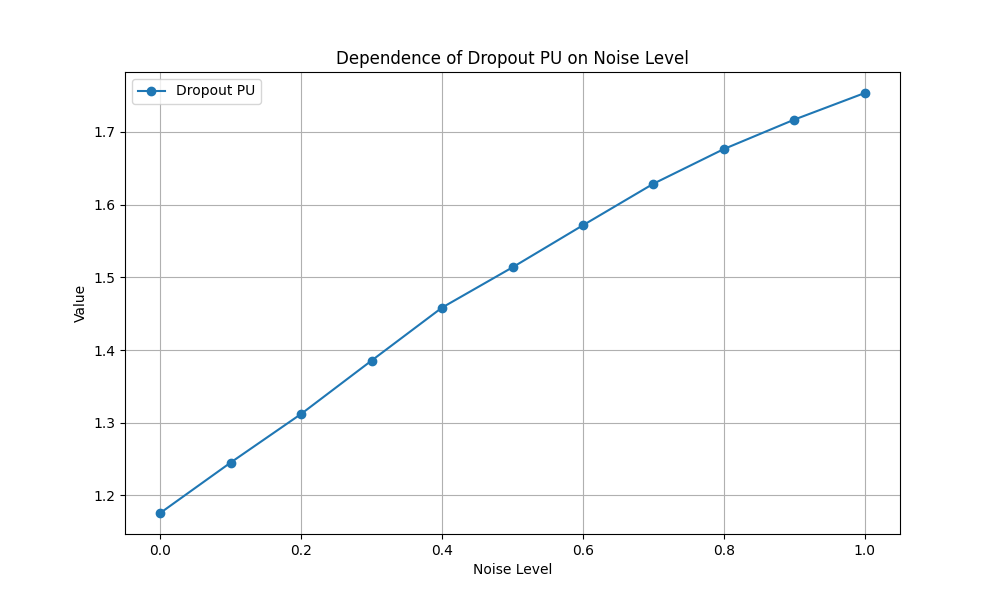 Dependence of Dropout PU on Noise Level
Dropout PU
1.7
1.6
1.5
1.4
1.3
1.2
Value
0.0 0.2 0.4 0.6 0.8 1.0
Noise Level